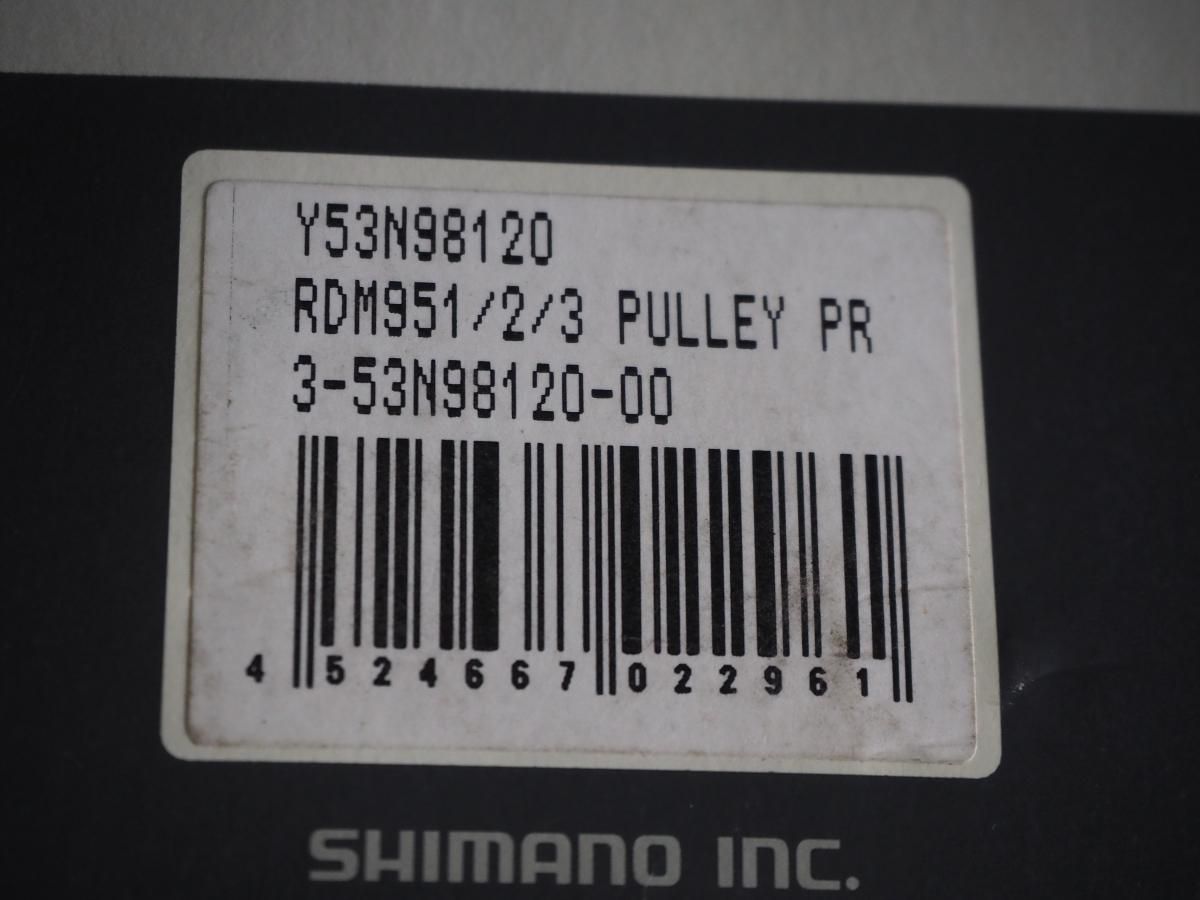 Y53N98120
RDM951/2/3 PULLEY PR
3-53N98120-00
4 524667 022961
SHIMANO INC.